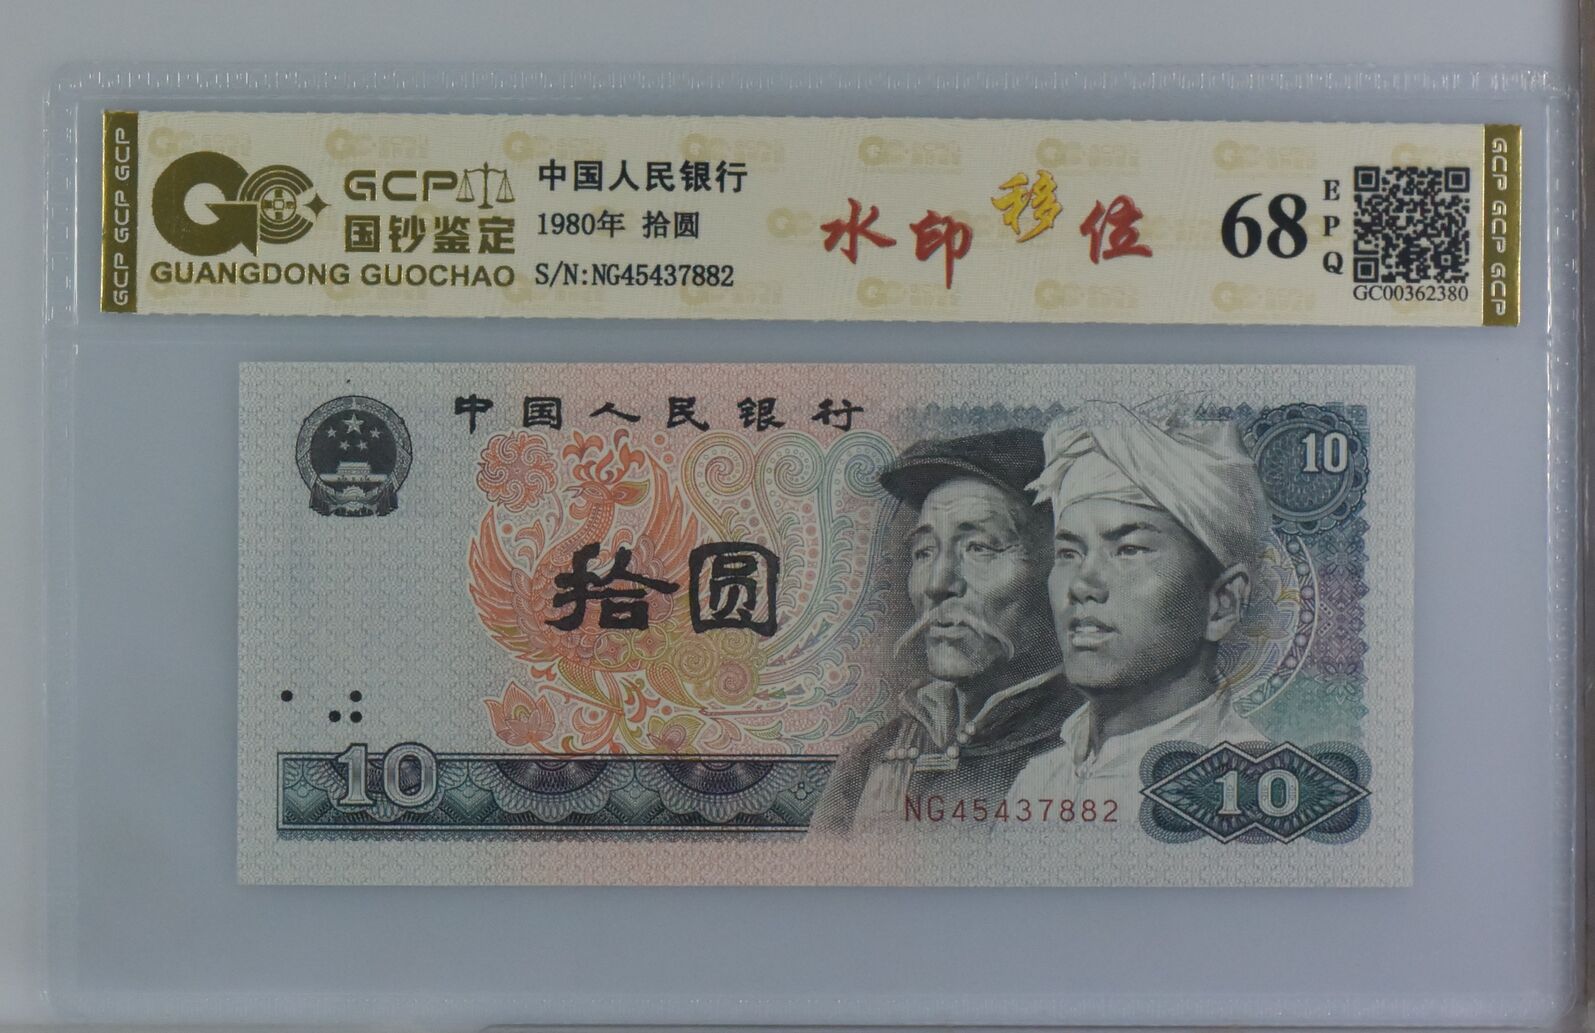 GCP GCP GCP
GCP
国钞鉴定
GUANGDONG GUOCHAO
中国人民银行
1980年 拾圆
S/N:NG45437882
水印移位
68
EPQ
GC00362380
GCP GCP GCP
中国人民银行
10
拾圆
10
NG45437882
10